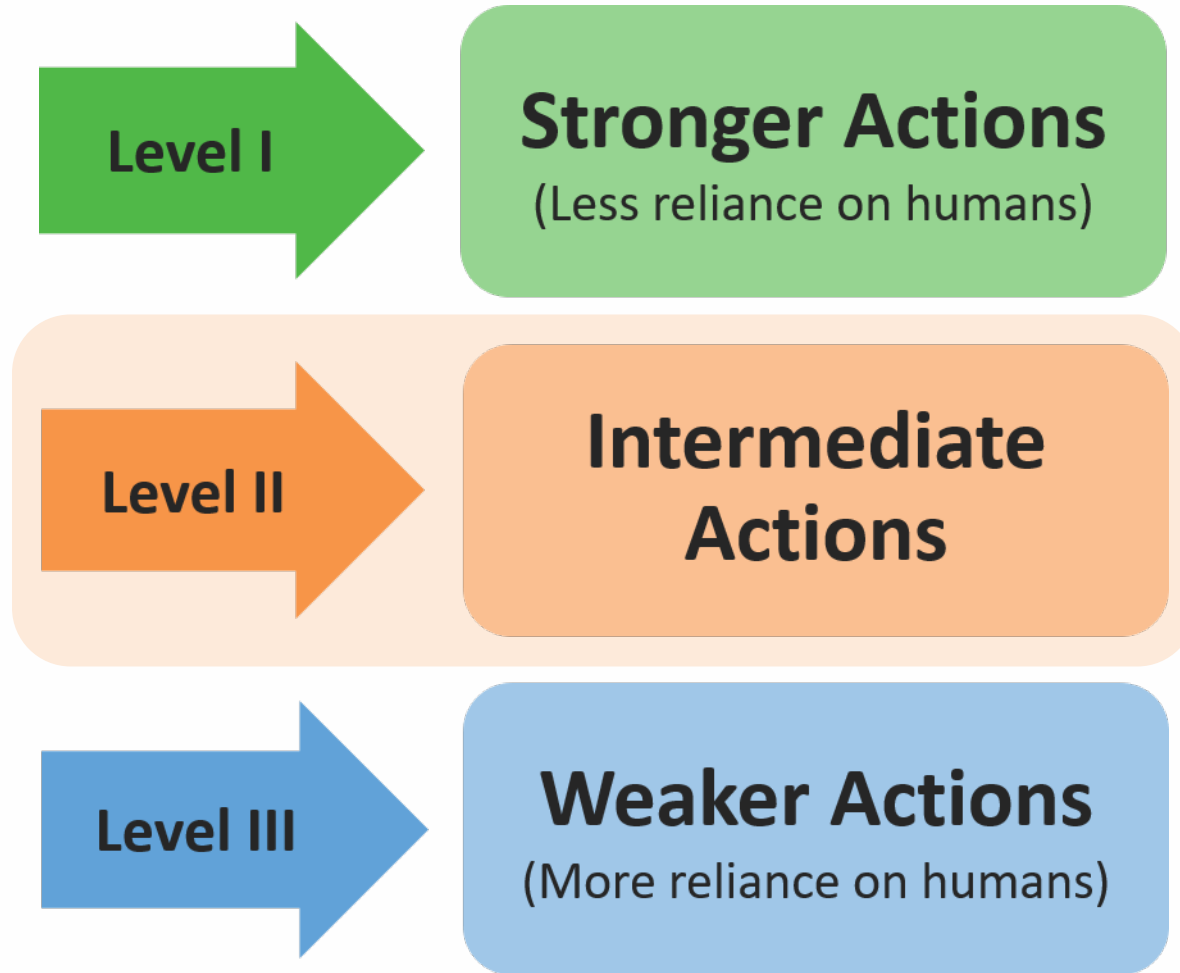 Level I
Stronger Actions
(Less reliance on humans)
Level II
Intermediate
Actions
Level III
Weaker Actions
(More reliance on humans)